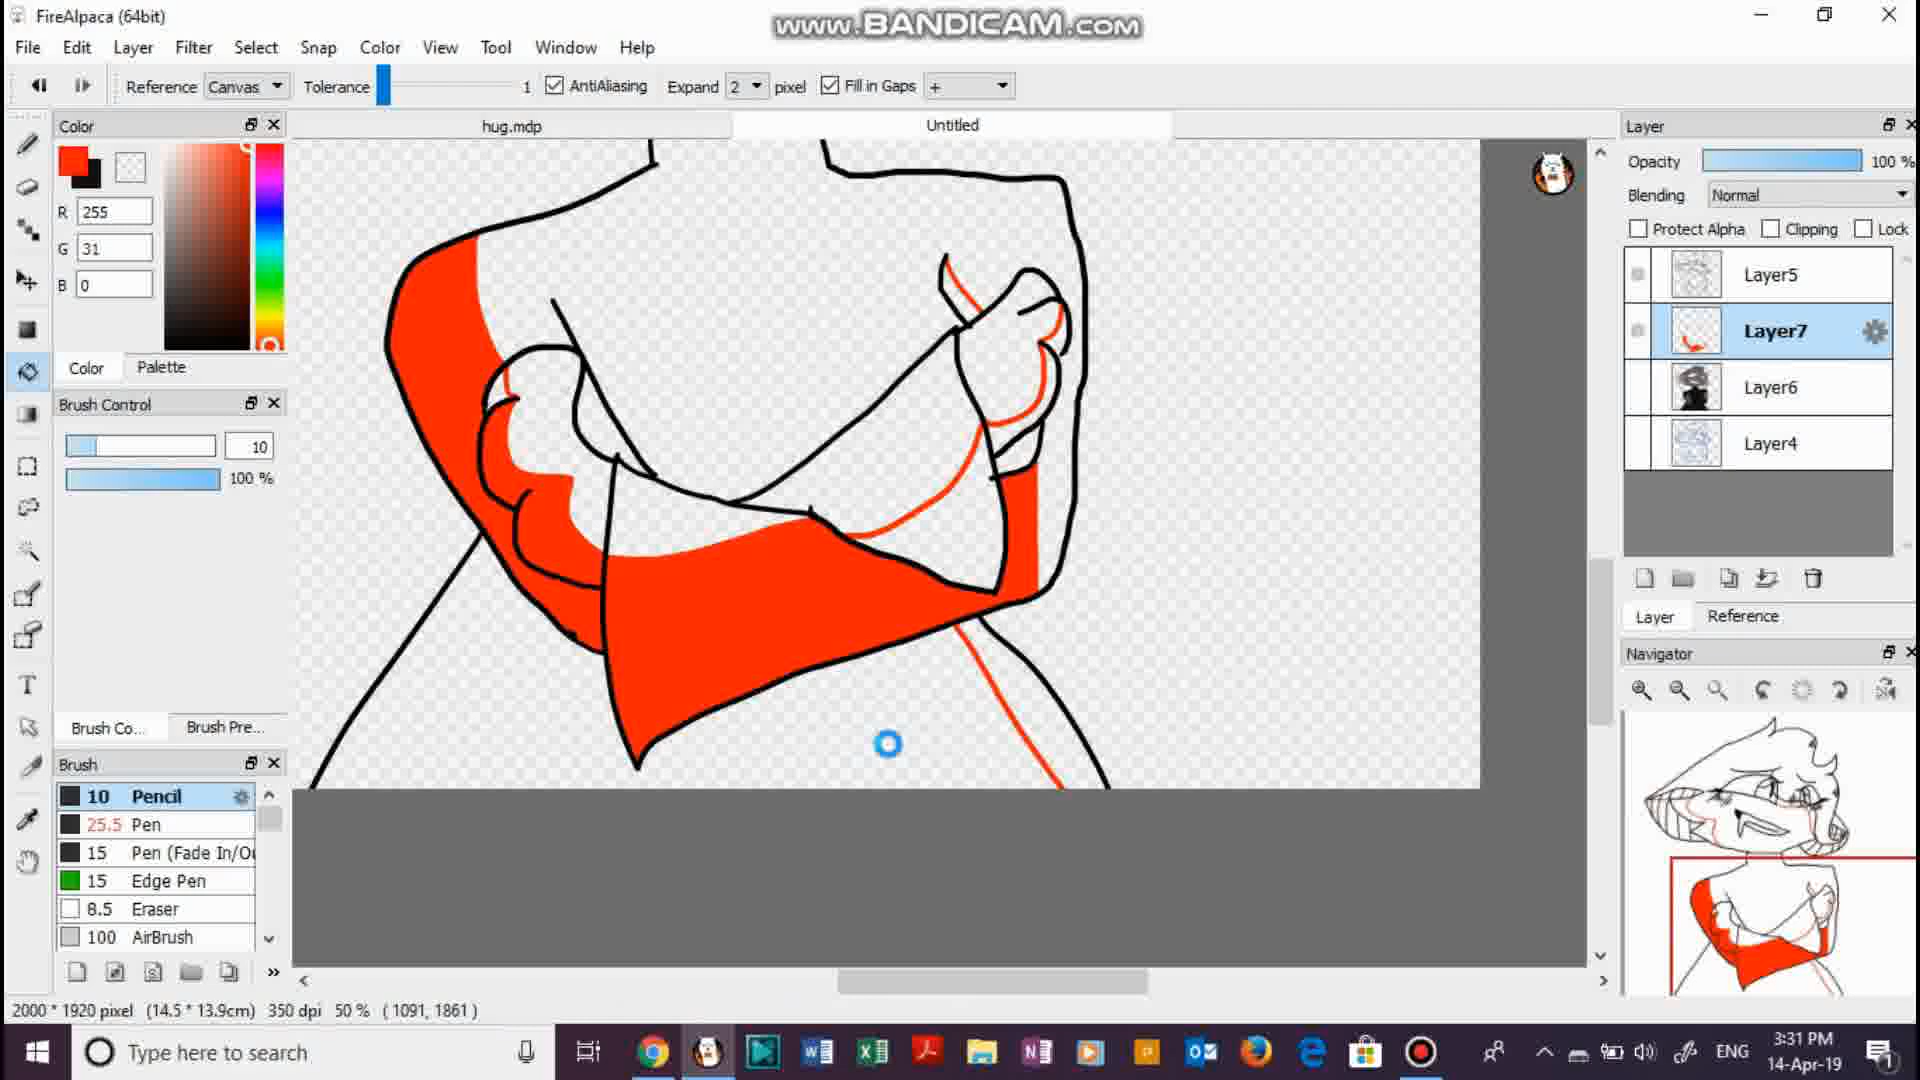 FireAlpaca (64bit)
www.BANDICAM.com
File Edit Layer Filter Select Snap Color View Tool Window Help
Reference Canvas Tolerance 1 AntiAliasing Expand 2 pixel Fill in Gaps +
Color
hug.mdp
Untitled
Layer
R 255
G 31
B 0
Color Palette
Brush Control
10
100 %
Brush Co... Brush Pre...
Brush
10 Pencil
25.5 Pen
15 Pen (Fade In/Ou
15 Edge Pen
8.5 Eraser
100 AirBrush
»
Opacity 100 %
Blending Normal
Protect Alpha Clipping Lock
Layer5
Layer7
Layer6
Layer4
Layer Reference
Navigator
2000 * 1920 pixel (14.5 * 13.9cm) 350 dpi 50 % ( 1091, 1861 )
Type here to search
ENG
3:31 PM
14-Apr-19
1